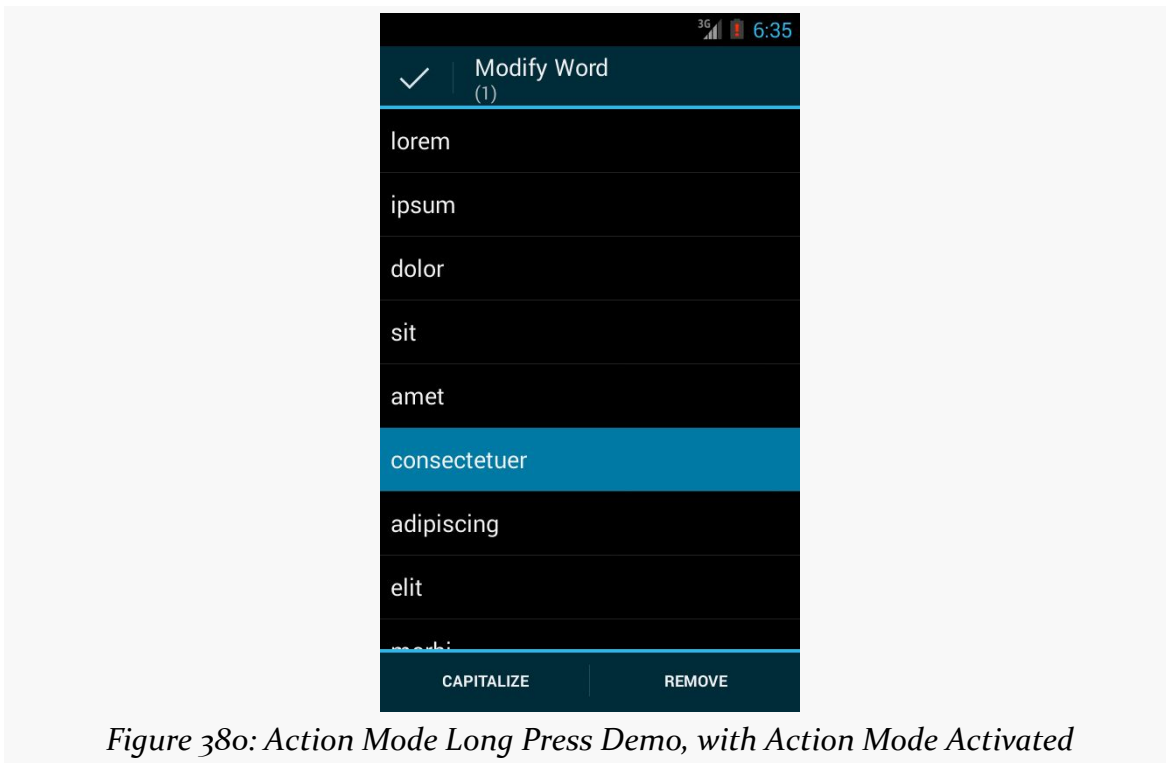 3G 6:35
Modify Word
(1)
lorem
ipsum
dolor
sit
amet
consectetuer
adipiscing
elit
morbi
CAPITALIZE REMOVE
Figure 380: Action Mode Long Press Demo, with Action Mode Activated